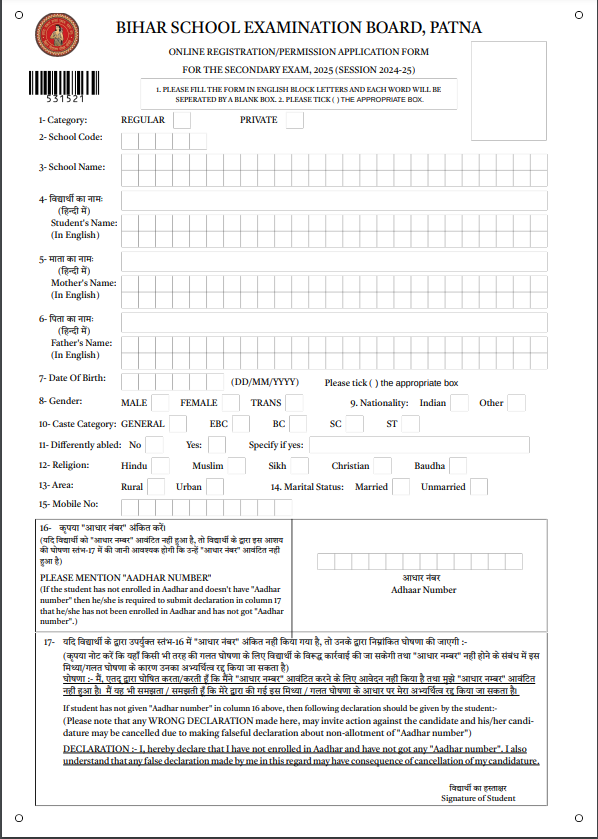 BIHAR SCHOOL EXAMINATION BOARD, PATNA
ONLINE REGISTRATION/PERMISSION APPLICATION FORM
FOR THE SECONDARY EXAM, 2025 (SESSION 2024-25)
531521
1. PLEASE FILL THE FORM IN ENGLISH BLOCK LETTERS AND EACH WORD WILL BE
SEPERATED BY A BLANK BOX. 2. PLEASE TICK ( ) THE APPROPRIATE BOX.
1- Category: REGULAR PRIVATE
2- School Code:
3- School Name:
4- विद्यार्थी का नामः
(हिन्दी में)
Student's Name:
(In English)
5- माता का नामः
(हिन्दी में)
Mother's Name:
(In English)
6- पिता का नामः
(हिन्दी में)
Father's Name:
(In English)
7- Date Of Birth: (DD/MM/YYYY) Please tick ( ) the appropriate box
8- Gender: MALE FEMALE TRANS 9. Nationality: Indian Other
10- Caste Category: GENERAL EBC BC SC ST
11- Differently abled: No Yes: Specify if yes:
12- Religion: Hindu Muslim Sikh Christian Baudha
13- Area: Rural Urban 14. Marital Status: Married Unmarried
15- Mobile No:
16- कृपया "आधार नंबर" अंकित करें।
(यदि विद्यार्थी को "आधार नम्बर" आवंटित नहीं हुआ है, तो विद्यार्थी के द्वारा इस आशय
की घोषणा स्तंभ-17 में की जानी आवश्यक होगी कि उन्हें "आधार नंबर" आवंटित नहीं
हुआ है)
PLEASE MENTION "AADHAR NUMBER"
(If the student has not enrolled in Aadhar and doesn't have "Aadhar
number" then he/she is required to submit declaration in column 17
that he/she has not been enrolled in Aadhar and has not got "Aadhar
number".)
आधार नंबर
Adhaar Number
17- यदि विद्यार्थी के द्वारा उपर्युक्त स्तंभ-16 में "आधार नंबर" अंकित नही किया गया है, तो उनके द्वारा निम्नांकित घोषणा की जाएगी :-
(कृपया नोट करें कि यहाँ किसी भी तरह की गलत घोषणा के लिए विद्यार्थी के विरूद्ध कार्रवाई की जा सकेगी तथा "आधार नम्बर" नही होने के संबंध में इस
मिथ्या/गलत घोषणा के कारण उनका अभ्यर्थित्व रद्द किया जा सकता है)
घोषणा :- मैं, एतद् द्वारा घोषित करता/करती हूँ कि मैंने "आधार नम्बर" आवंटित करने के लिए आवेदन नही किया है तथा मुझे "आधार नम्बर" आवंटित
नही हुआ है। मैं यह भी समझता / समझती हूँ कि मेरे द्वारा की गई इस मिथ्या / गलत घोषणा के आधार पर मेरा अभ्यर्थित्व रद्द किया जा सकता है।
If student has not given "Aadhar number" in column 16 above, then following declaration should be given by the student:-
(Please note that any WRONG DECLARATION made here, may invite action against the candidate and his/her candi-
dature may be cancelled due to making falseful declaration about non-allotment of "Aadhar number")
DECLARATION :- I, hereby declare that I have not enrolled in Aadhar and have not got any "Aadhar number". I also
understand that any false declaration made by me in this regard may have consequence of cancellation of my candidature.
विद्यार्थी का हस्ताक्षर
Signature of Student